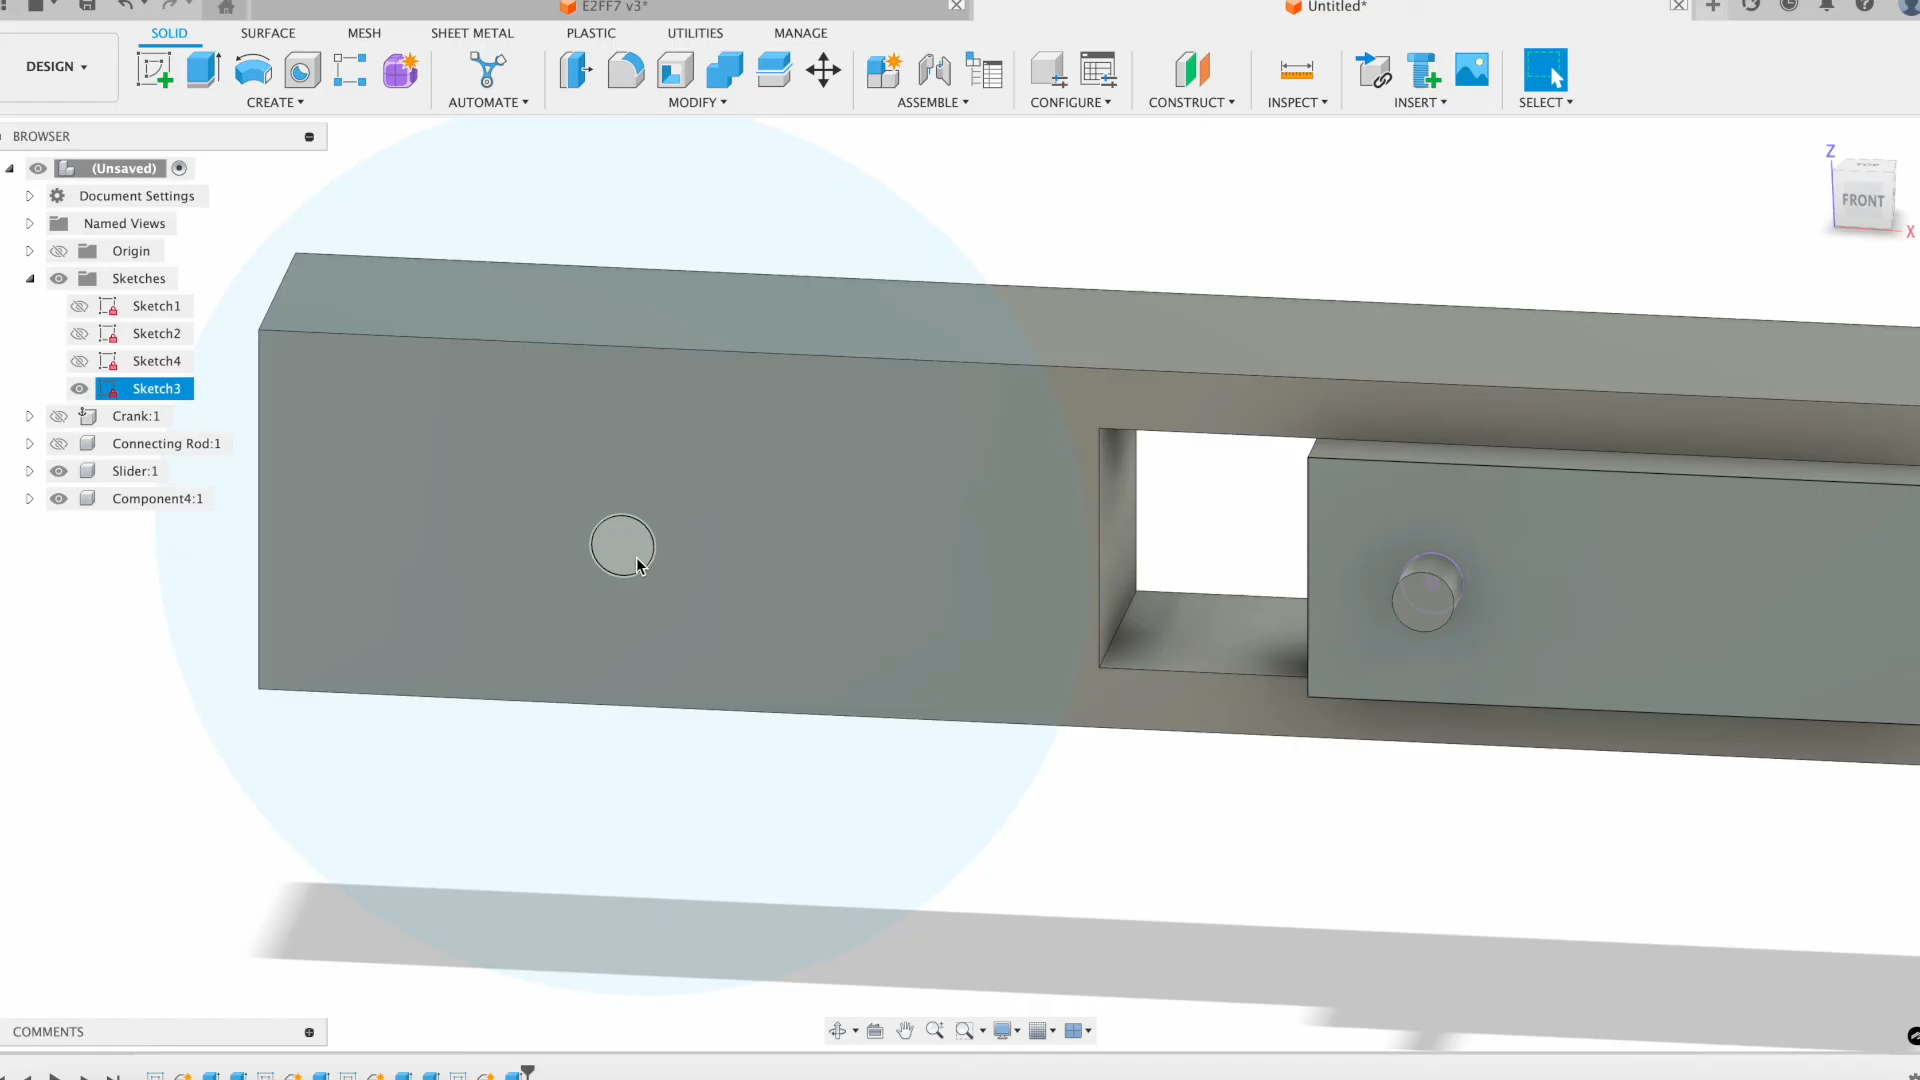 E2FF7 v3*
Untitled*
SOLID
SURFACE
MESH
SHEET METAL
PLASTIC
UTILITIES
MANAGE
DESIGN
CREATE
AUTOMATE
MODIFY
ASSEMBLE
CONFIGURE
CONSTRUCT
INSPECT
INSERT
SELECT
BROWSER
(Unsaved)
Document Settings
Named Views
Origin
Sketches
Sketch1
Sketch2
Sketch4
Sketch3
Crank:1
Connecting Rod:1
Slider:1
Component4:1
Z
TOP
FRONT
X
COMMENTS